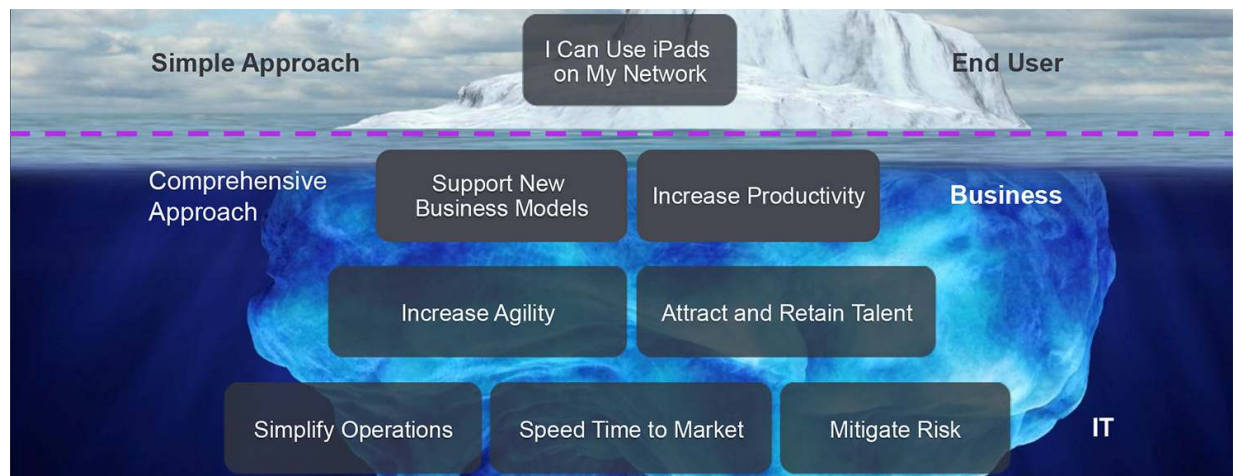 Simple Approach
I Can Use iPads
on My Network
End User
Comprehensive
Approach
Support New
Business Models
Increase Productivity
Business
Increase Agility
Attract and Retain Talent
Simplify Operations
Speed Time to Market
Mitigate Risk
IT